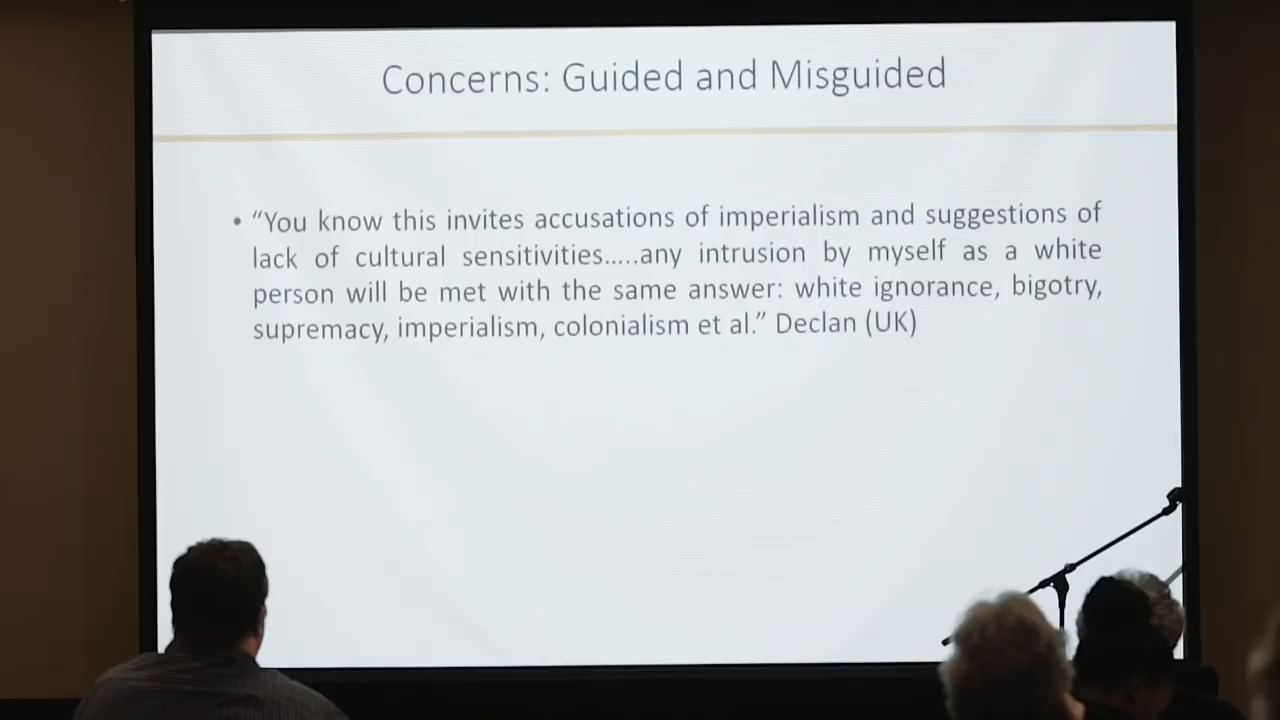 Concerns: Guided and Misguided
• “You know this invites accusations of imperialism and suggestions of
lack of cultural sensitivities…..any intrusion by myself as a white
person will be met with the same answer: white ignorance, bigotry,
supremacy, imperialism, colonialism et al.” Declan (UK)